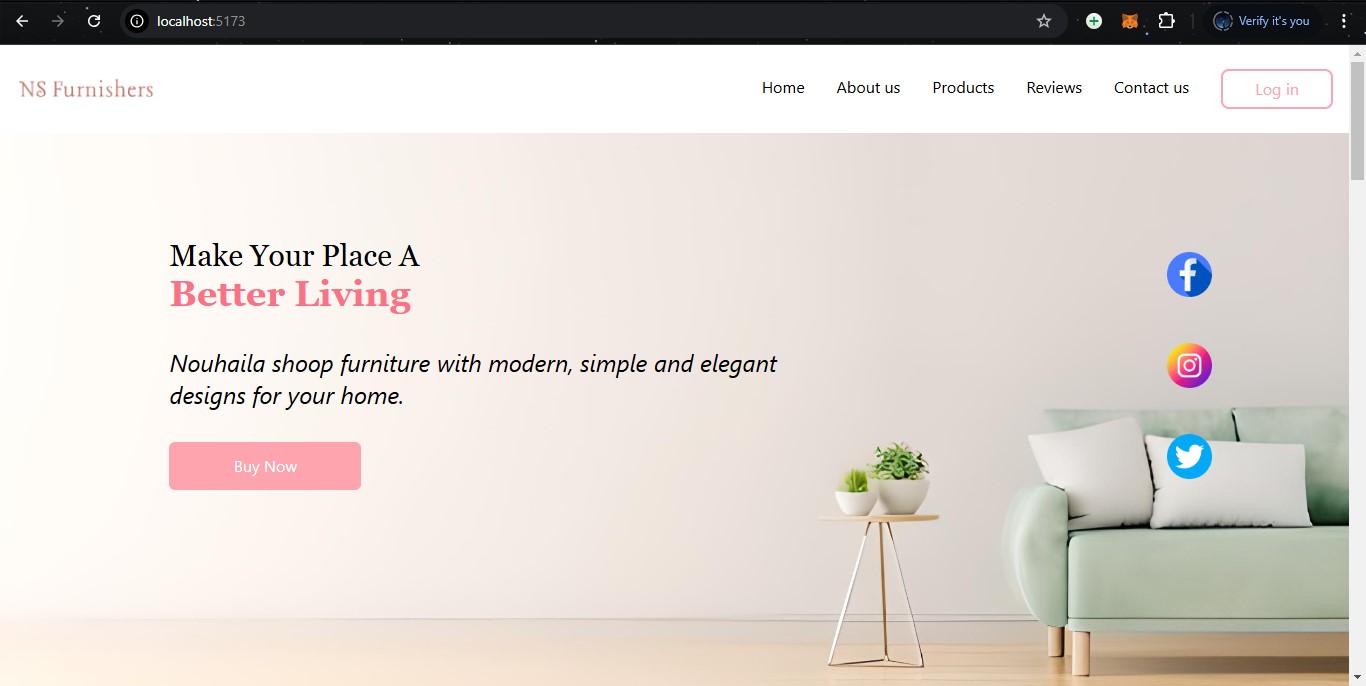 localhost:5173
Verify it's you
NS Furnishers
Home
About us
Products
Reviews
Contact us
Log in
Make Your Place A
Better Living
Nouhaila shoop furniture with modern, simple and elegant
designs for your home.
Buy Now